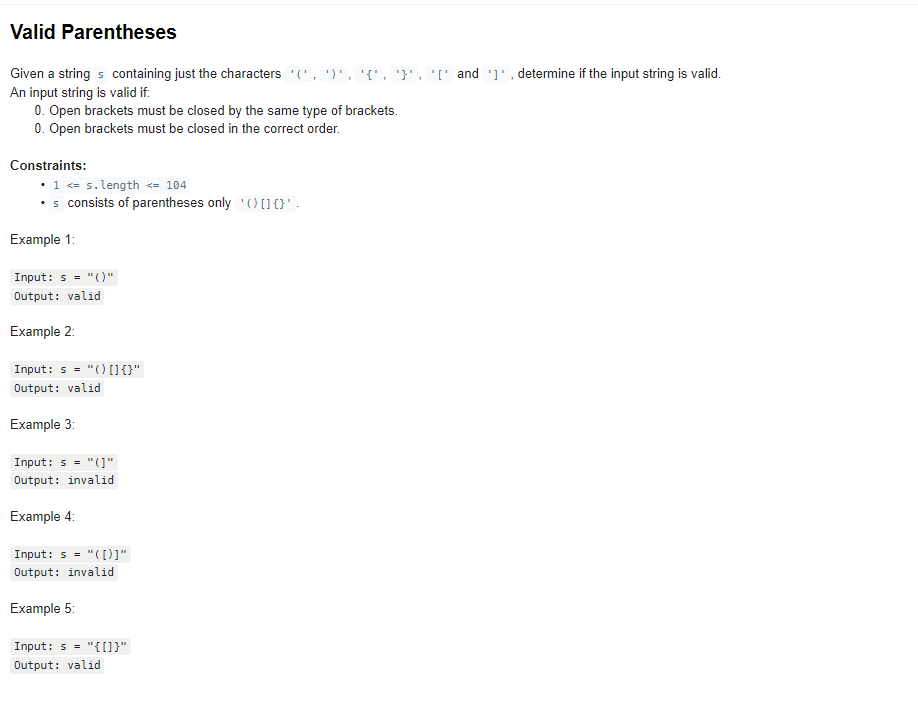 Valid Parentheses
Given a string s containing just the characters '(', ')', '{', '}', '[' and ']', determine if the input string is valid.
An input string is valid if:
0. Open brackets must be closed by the same type of brackets.
0. Open brackets must be closed in the correct order.
Constraints:
• 1 <= s.length <= 104
• s consists of parentheses only '()[]{}'.
Example 1:
Input: s = "()"
Output: valid
Example 2:
Input: s = "()[]{}"
Output: valid
Example 3:
Input: s = "(]"
Output: invalid
Example 4:
Input: s = "([)]"
Output: invalid
Example 5:
Input: s = "{[]}"
Output: valid